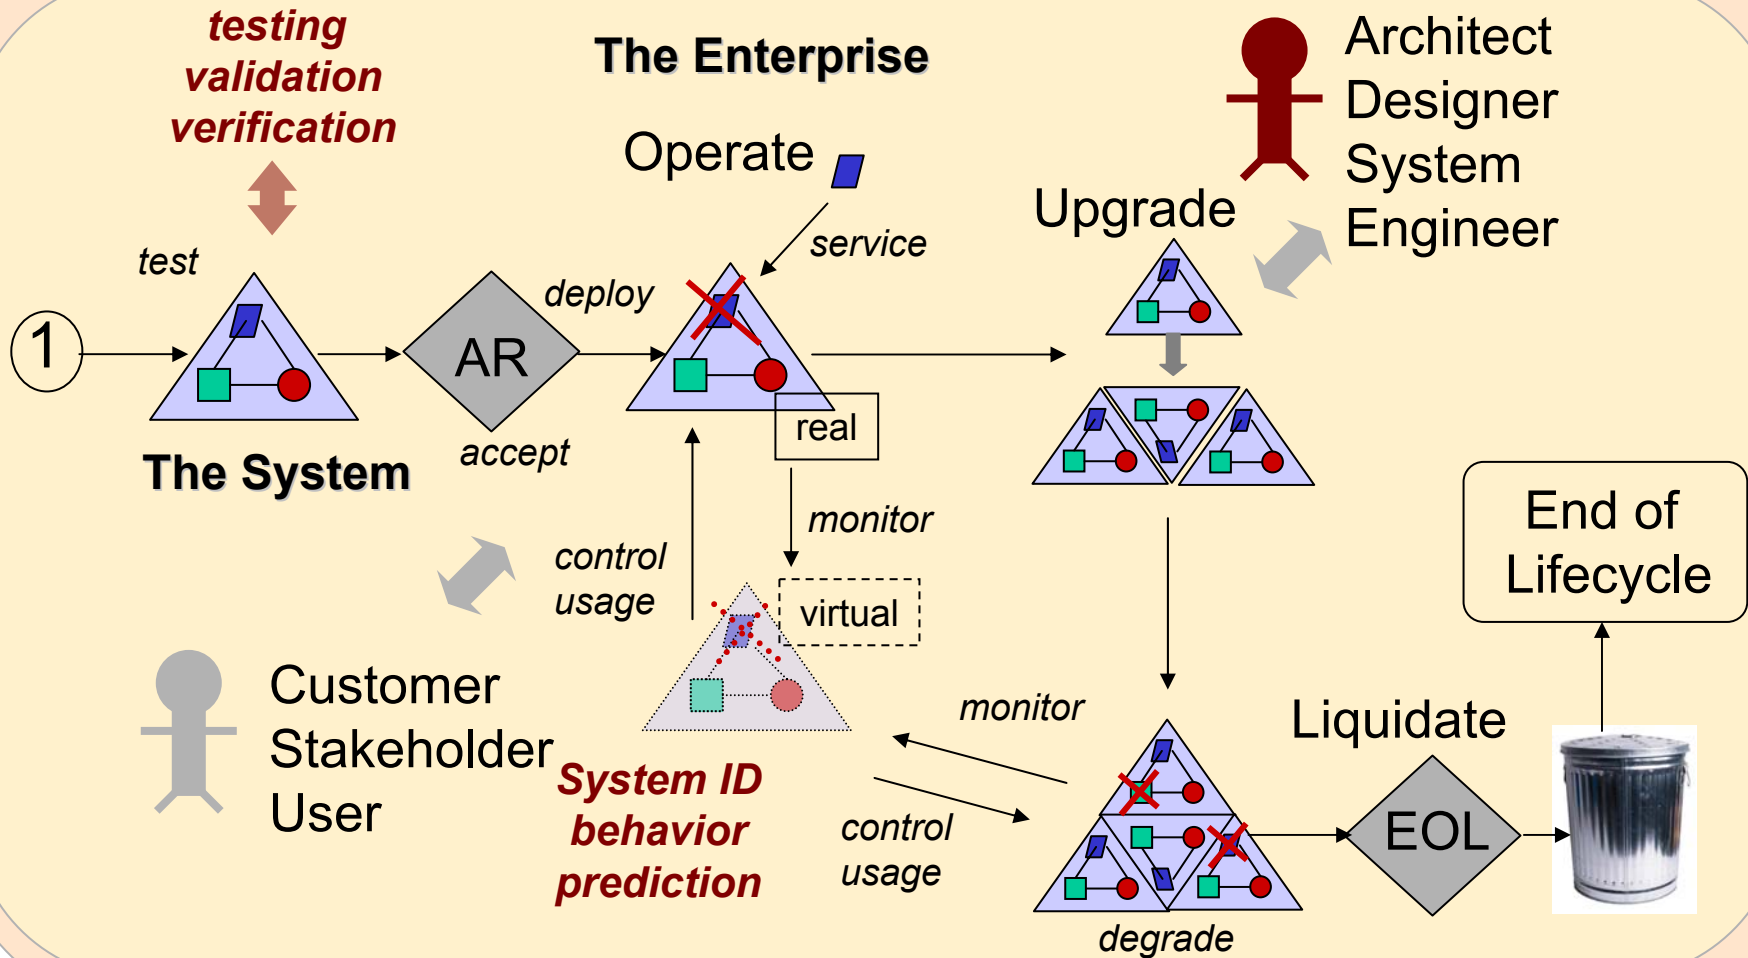 testing
validation
verification
The Enterprise
Architect
Designer
System
Engineer
Operate
service
Upgrade
test
deploy
1
AR
accept
real
The System
monitor
control
usage
virtual
End of
Lifecycle
Customer
Stakeholder
User
System ID
behavior
prediction
monitor
control
usage
Liquidate
EOL
degrade